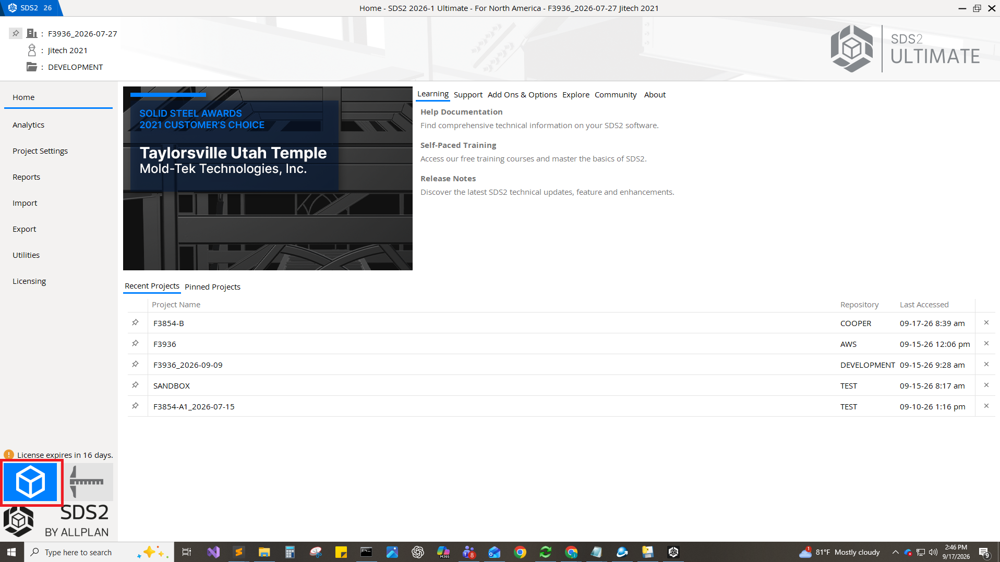 SDS2 26
Home - SDS2 2026-1 Ultimate - For North America - F3936_2026-07-27 Jitech 2021
: F3936_2026-07-27
: Jitech 2021
: DEVELOPMENT
SDS2
ULTIMATE
Home
Analytics
Project Settings
Reports
Import
Export
Utilities
Licensing
SOLID STEEL AWARDS
2021 CUSTOMER'S CHOICE
Taylorsville Utah Temple
Mold-Tek Technologies, Inc.
Learning Support Add Ons & Options Explore Community About
Help Documentation
Find comprehensive technical information on your SDS2 software.
Self-Paced Training
Access our free training courses and master the basics of SDS2.
Release Notes
Discover the latest SDS2 technical updates, feature and enhancements.
Recent Projects Pinned Projects
Project Name Repository Last Accessed
F3854-B COOPER 09-17-26 8:39 am
F3936 AWS 09-15-26 12:06 pm
F3936_2026-09-09 DEVELOPMENT 09-15-26 9:28 am
SANDBOX TEST 09-15-26 8:17 am
F3854-A1_2026-07-15 TEST 09-10-26 1:16 pm
License expires in 16 days.
SDS2
BY ALLPLAN
Type here to search
M365
8
1
81°F Mostly cloudy
2:46 PM
9/17/2026
9